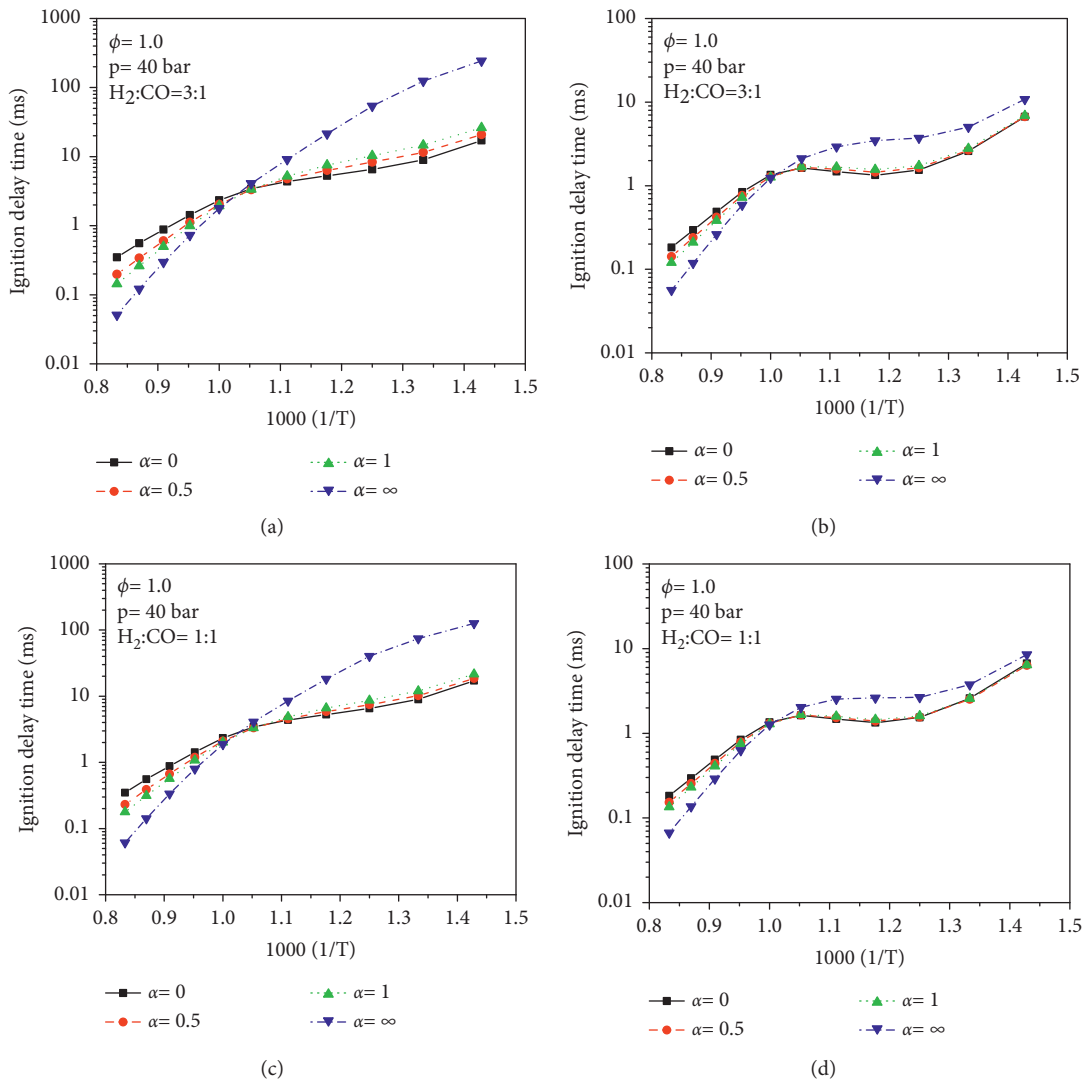 1000
100
10
1
0.1
0.01
Ignition delay time (ms)
ϕ= 1.0
p= 40 bar
H₂:CO=3:1
0.8 0.9 1.0 1.1 1.2 1.3 1.4 1.5
1000 (1/T)
α= 0
α= 1
α= 0.5
α= ∞
(a)
100
10
1
0.1
0.01
Ignition delay time (ms)
ϕ= 1.0
p= 40 bar
H₂:CO=3:1
0.8 0.9 1.0 1.1 1.2 1.3 1.4 1.5
1000 (1/T)
α= 0
α= 1
α= 0.5
α= ∞
(b)
1000
100
10
1
0.1
0.01
Ignition delay time (ms)
ϕ= 1.0
p= 40 bar
H₂:CO= 1:1
0.8 0.9 1.0 1.1 1.2 1.3 1.4 1.5
1000 (1/T)
α= 0
α= 1
α= 0.5
α= ∞
(c)
100
10
1
0.1
0.01
Ignition delay time (ms)
ϕ= 1.0
p= 40 bar
H₂:CO= 1:1
0.8 0.9 1.0 1.1 1.2 1.3 1.4 1.5
1000 (1/T)
α= 0
α= 1
α= 0.5
α= ∞
(d)